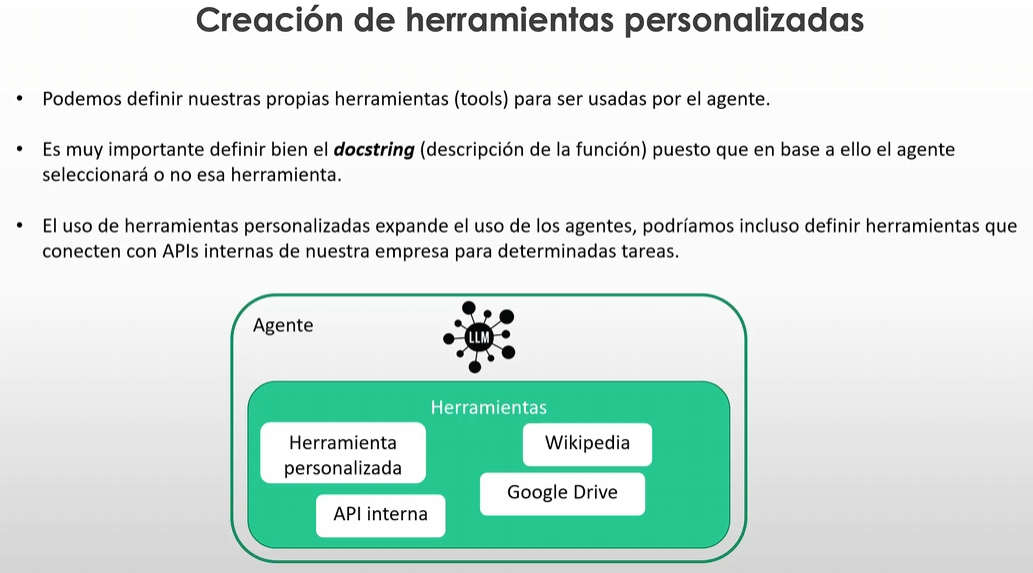 Creación de herramientas personalizadas
• Podemos definir nuestras propias herramientas (tools) para ser usadas por el agente.
• Es muy importante definir bien el docstring (descripción de la función) puesto que en base a ello el agente
seleccionará o no esa herramienta.
• El uso de herramientas personalizadas expande el uso de los agentes, podríamos incluso definir herramientas que
conecten con APIs internas de nuestra empresa para determinadas tareas.
Agente
LLM
Herramientas
Herramienta
personalizada
Wikipedia
Google Drive
API interna